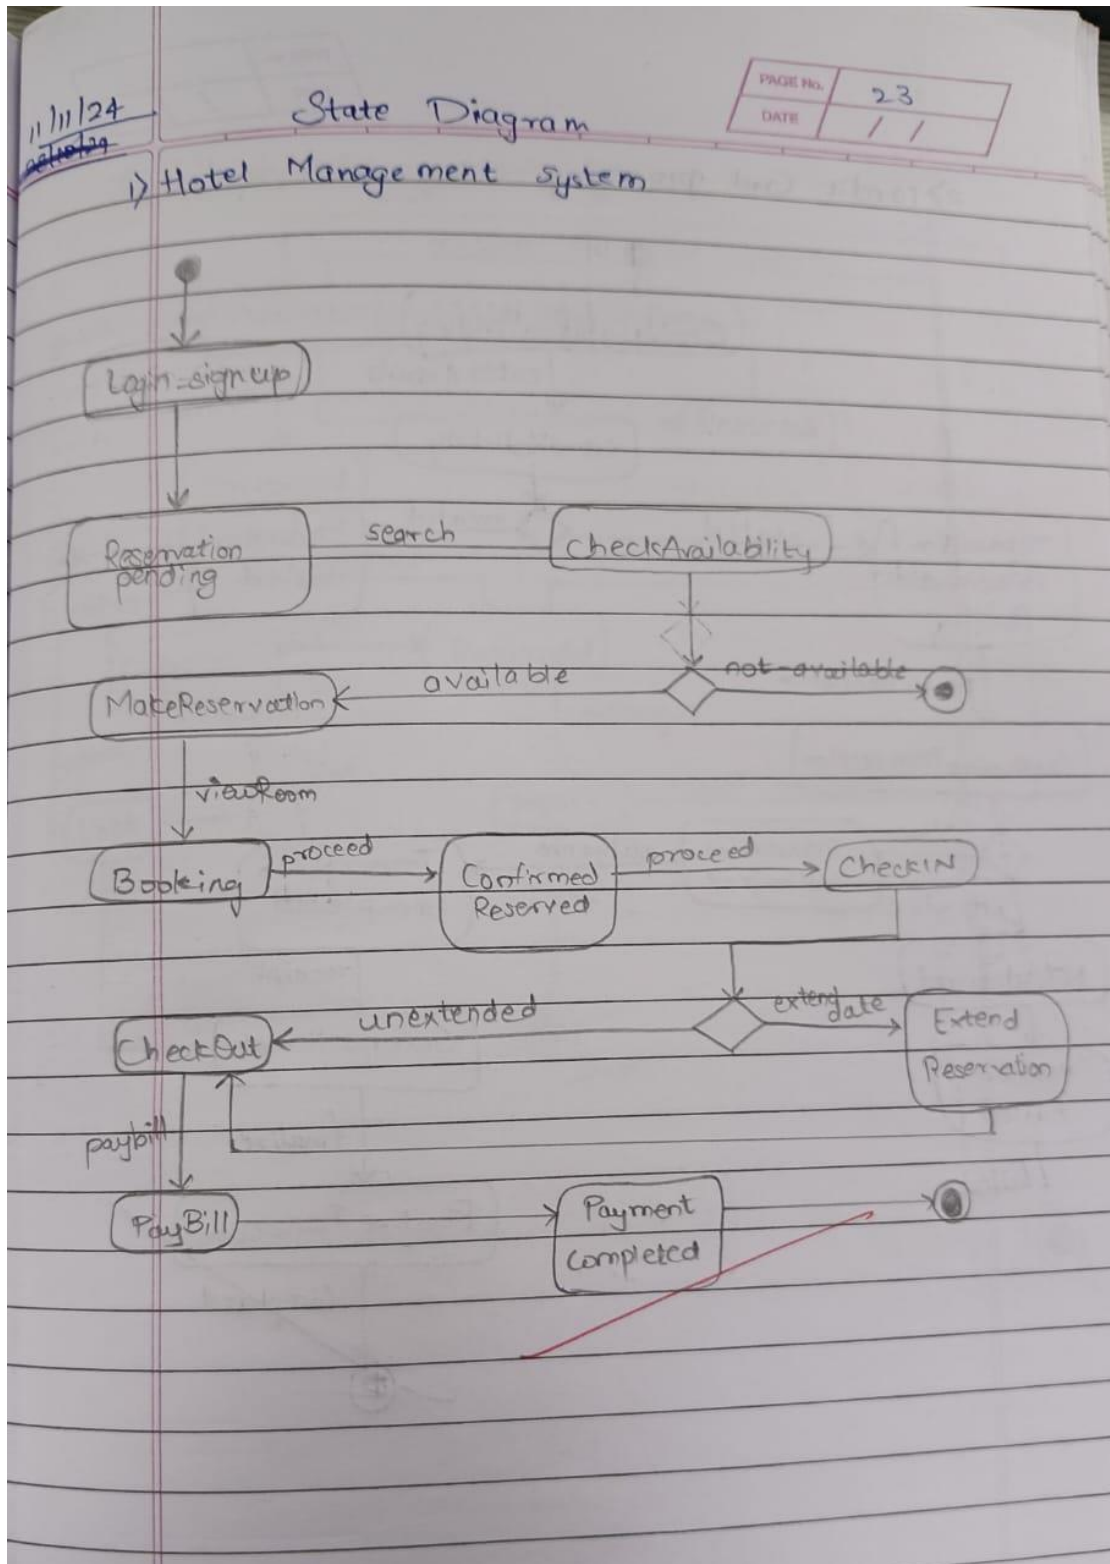 PAGE No. 23
DATE / /
11/11/24
State Diagram
1) Hotel Management system
Login-signup
Reservation
pending
search
checkAvailability
available
not-available
MakeReservation
viewRoom
Booking
proceed
Confirmed
Reserved
proceed
CheckIN
unextended
extend
date
Extend
Reservation
CheckOut
paybill
PayBill
Payment
completed